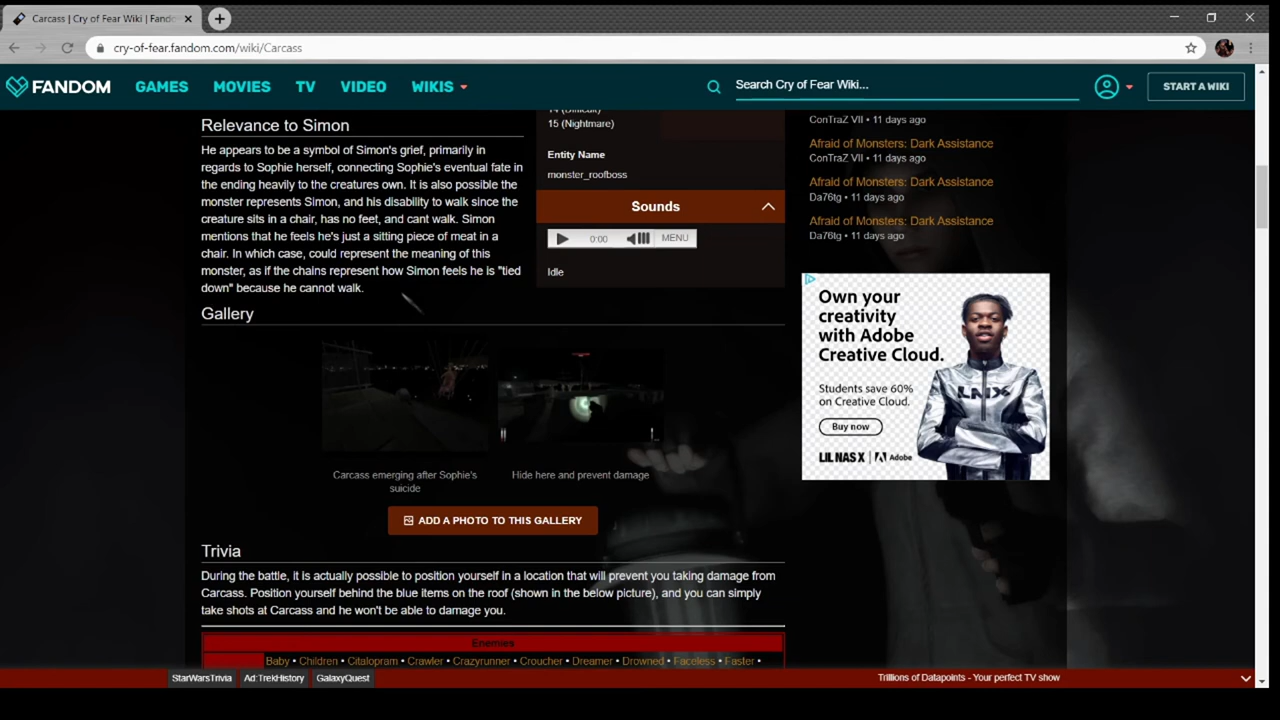 Carcass | Cry of Fear Wiki | Fando
cry-of-fear.fandom.com/wiki/Carcass
FANDOM
GAMES
MOVIES
TV
VIDEO
WIKIS
Search Cry of Fear Wiki...
START A WIKI
Relevance to Simon
He appears to be a symbol of Simon's grief, primarily in
regards to Sophie herself, connecting Sophie's eventual fate in
the ending heavily to the creatures own. It is also possible the
monster represents Simon, and his disability to walk since the
creature sits in a chair, has no feet, and cant walk. Simon
mentions that he feels he's just a sitting piece of meat in a
chair. In which case, could represent the meaning of this
monster, as if the chains represent how Simon feels he is "tied
down" because he cannot walk.
15 (Nightmare)
Entity Name
monster_roofboss
Sounds
0:00
MENU
Idle
ConTraZ VII • 11 days ago
Afraid of Monsters: Dark Assistance
ConTraZ VII • 11 days ago
Afraid of Monsters: Dark Assistance
Da76tg • 11 days ago
Afraid of Monsters: Dark Assistance
Da76tg • 11 days ago
Own your
creativity
with Adobe
Creative Cloud.
Students save 60%
on Creative Cloud.
Buy now
LIL NAS X | Adobe
LNX
Gallery
Carcass emerging after Sophie's
suicide
Hide here and prevent damage
ADD A PHOTO TO THIS GALLERY
Trivia
During the battle, it is actually possible to position yourself in a location that will prevent you taking damage from
Carcass. Position yourself behind the blue items on the roof (shown in the below picture), and you can simply
take shots at Carcass and he won't be able to damage you.
Enemies
Baby • Children • Citalopram • Crawler • Crazyrunner • Croucher • Dreamer • Drowned • Faceless • Faster •
StarWarsTrivia
Ad:TrekHistory
GalaxyQuest
Trillions of Datapoints - Your perfect TV show